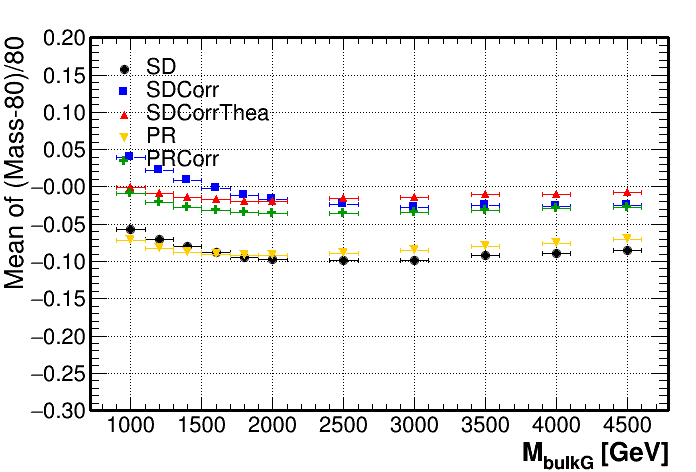 Mean of (Mass-80)/80
0.20
0.15
0.10
0.05
−0.00
−0.05
−0.10
−0.15
−0.20
−0.25
−0.30
SD
SDCorr
SDCorrThea
PR
PRCorr
1000 1500 2000 2500 3000 3500 4000 4500
M_bulkG [GeV]